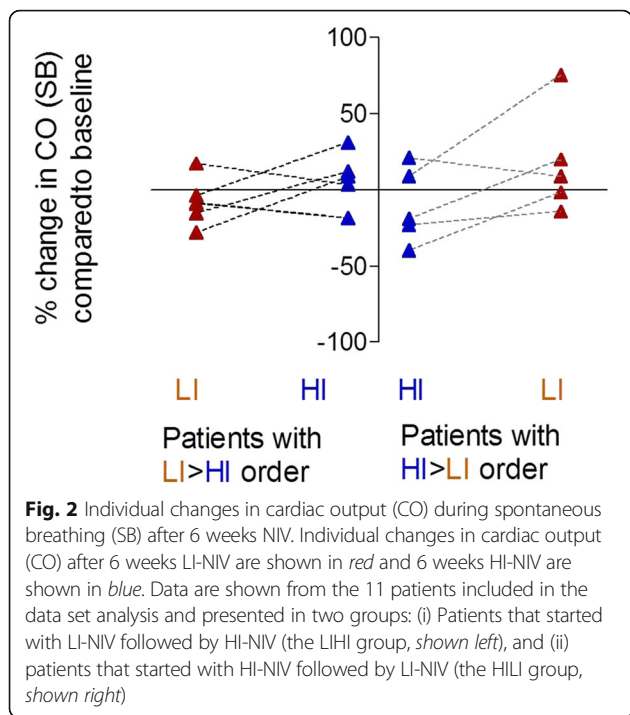 % change in CO (SB)
comparedto baseline
100
50
-50
-100
LI HI HI LI
Patients with
LI>HI order
Patients with
HI>LI order
Fig. 2 Individual changes in cardiac output (CO) during spontaneous
breathing (SB) after 6 weeks NIV. Individual changes in cardiac output
(CO) after 6 weeks LI-NIV are shown in red and 6 weeks HI-NIV are
shown in blue. Data are shown from the 11 patients included in the
data set analysis and presented in two groups: (i) Patients that started
with LI-NIV followed by HI-NIV (the LIHI group, shown left), and (ii)
patients that started with HI-NIV followed by LI-NIV (the HILI group,
shown right)